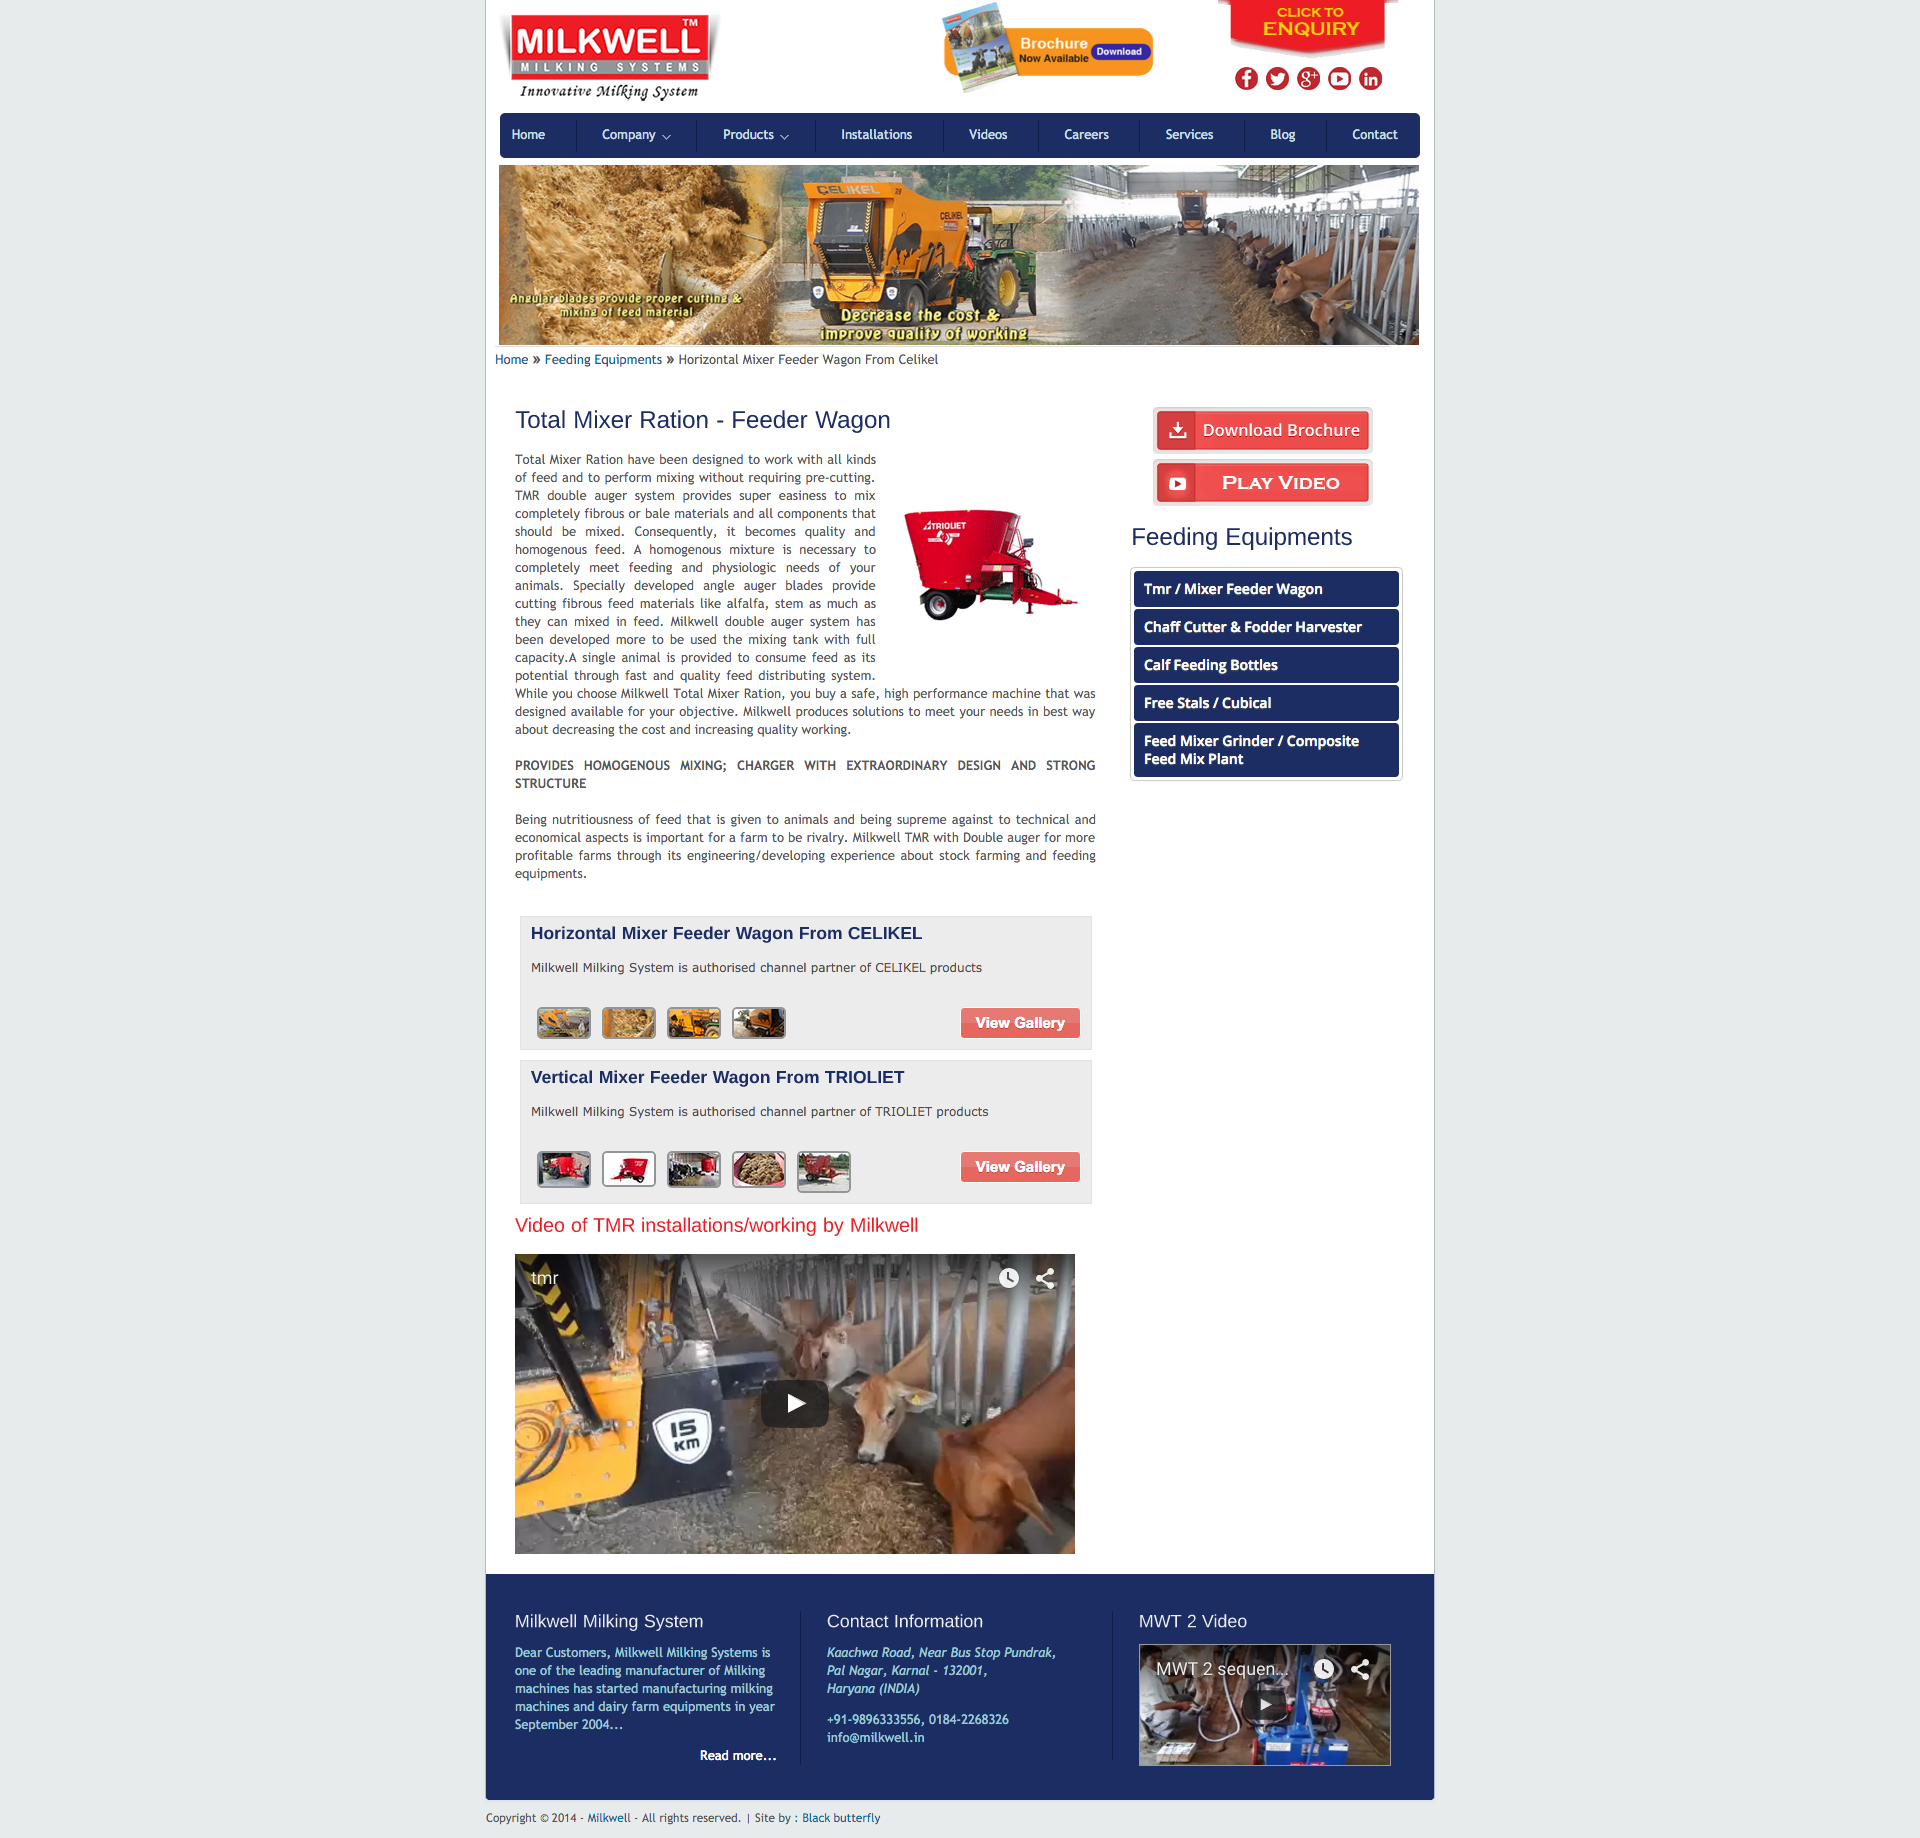 MILKWELL TM
MILKING SYSTEMS
Innovative Milking System
Brochure
Now Available Download
CLICK TO
ENQUIRY
Home Company Products Installations Videos Careers Services Blog Contact
ÇELIKEL
CELIKEL
Angular blades provide proper cutting &
mixing of feed material
Decrease the cost &
improve quality of working
Home » Feeding Equipments » Horizontal Mixer Feeder Wagon From Celikel
Total Mixer Ration - Feeder Wagon
Total Mixer Ration have been designed to work with all kinds
of feed and to perform mixing without requiring pre-cutting.
TMR double auger system provides super easiness to mix
completely fibrous or bale materials and all components that
should be mixed. Consequently, it becomes quality and
homogenous feed. A homogenous mixture is necessary to
completely meet feeding and physiologic needs of your
animals. Specially developed angle auger blades provide
cutting fibrous feed materials like alfalfa, stem as much as
they can mixed in feed. Milkwell double auger system has
been developed more to be used the mixing tank with full
capacity.A single animal is provided to consume feed as its
potential through fast and quality feed distributing system.
While you choose Milkwell Total Mixer Ration, you buy a safe, high performance machine that was
designed available for your objective. Milkwell produces solutions to meet your needs in best way
about decreasing the cost and increasing quality working.
TRIOLIET
PROVIDES HOMOGENOUS MIXING; CHARGER WITH EXTRAORDINARY DESIGN AND STRONG
STRUCTURE
Being nutritiousness of feed that is given to animals and being supreme against to technical and
economical aspects is important for a farm to be rivalry. Milkwell TMR with Double auger for more
profitable farms through its engineering/developing experience about stock farming and feeding
equipments.
Download Brochure
PLAY VIDEO
Feeding Equipments
Tmr / Mixer Feeder Wagon
Chaff Cutter & Fodder Harvester
Calf Feeding Bottles
Free Stals / Cubical
Feed Mixer Grinder / Composite
Feed Mix Plant
Horizontal Mixer Feeder Wagon From CELIKEL
Milkwell Milking System is authorised channel partner of CELIKEL products
View Gallery
Vertical Mixer Feeder Wagon From TRIOLIET
Milkwell Milking System is authorised channel partner of TRIOLIET products
View Gallery
Video of TMR installations/working by Milkwell
tmr
15
KM
Milkwell Milking System
Dear Customers, Milkwell Milking Systems is
one of the leading manufacturer of Milking
machines has started manufacturing milking
machines and dairy farm equipments in year
September 2004...
Read more...
Contact Information
Kaachwa Road, Near Bus Stop Pundrak,
Pal Nagar, Karnal - 132001,
Haryana (INDIA)
+91-9896333556, 0184-2268326
info@milkwell.in
MWT 2 Video
MWT 2 sequen...
Copyright © 2014 - Milkwell - All rights reserved. | Site by : Black butterfly